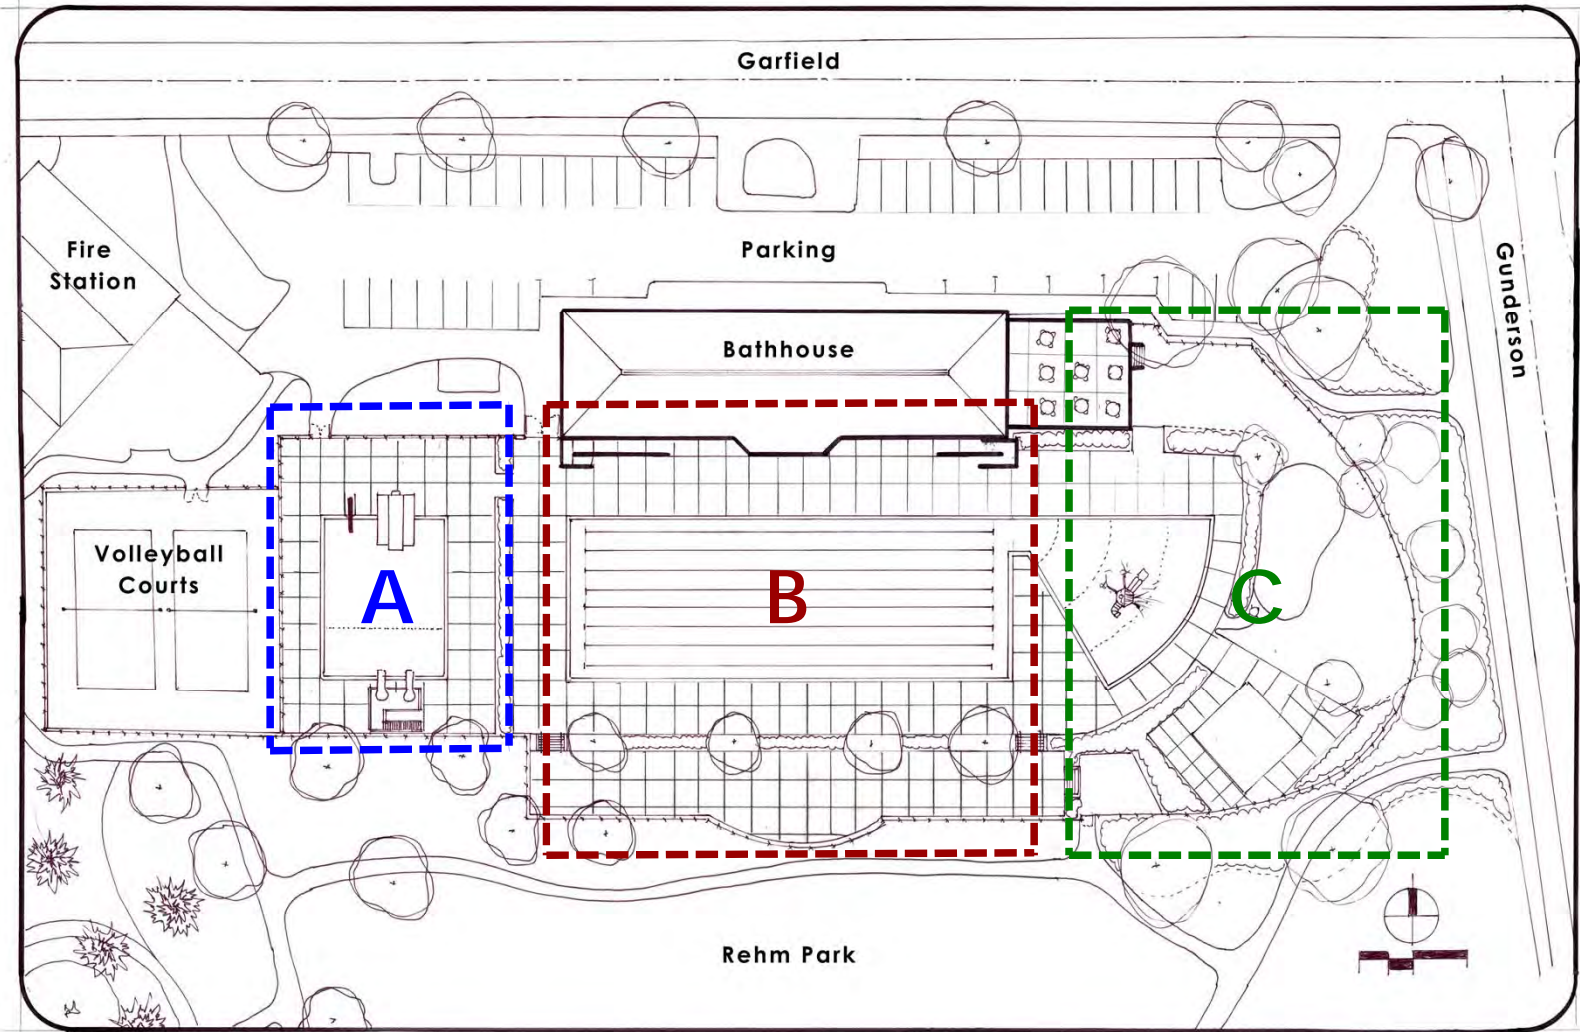 Garfield
Fire
Station
Parking
Gunderson
Bathhouse
Volleyball
Courts
A
B
C
Rehm Park